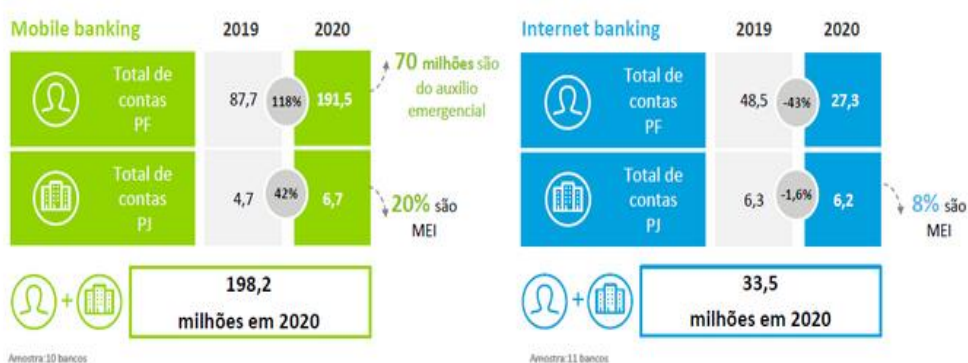 Mobile banking
2019
2020
Total de
contas
PF
87,7
118%
191,5
70 milhões são
do auxílio
emergencial
Total de
contas
PJ
4,7
42%
6,7
20% são
MEI
+
198,2
milhões em 2020
Amostra:10 bancos
Internet banking
2019
2020
Total de
contas
PF
48,5
-43%
27,3
Total de
contas
PJ
6,3
-1,6%
6,2
8% são
MEI
+
33,5
milhões em 2020
Amostra:11 bancos